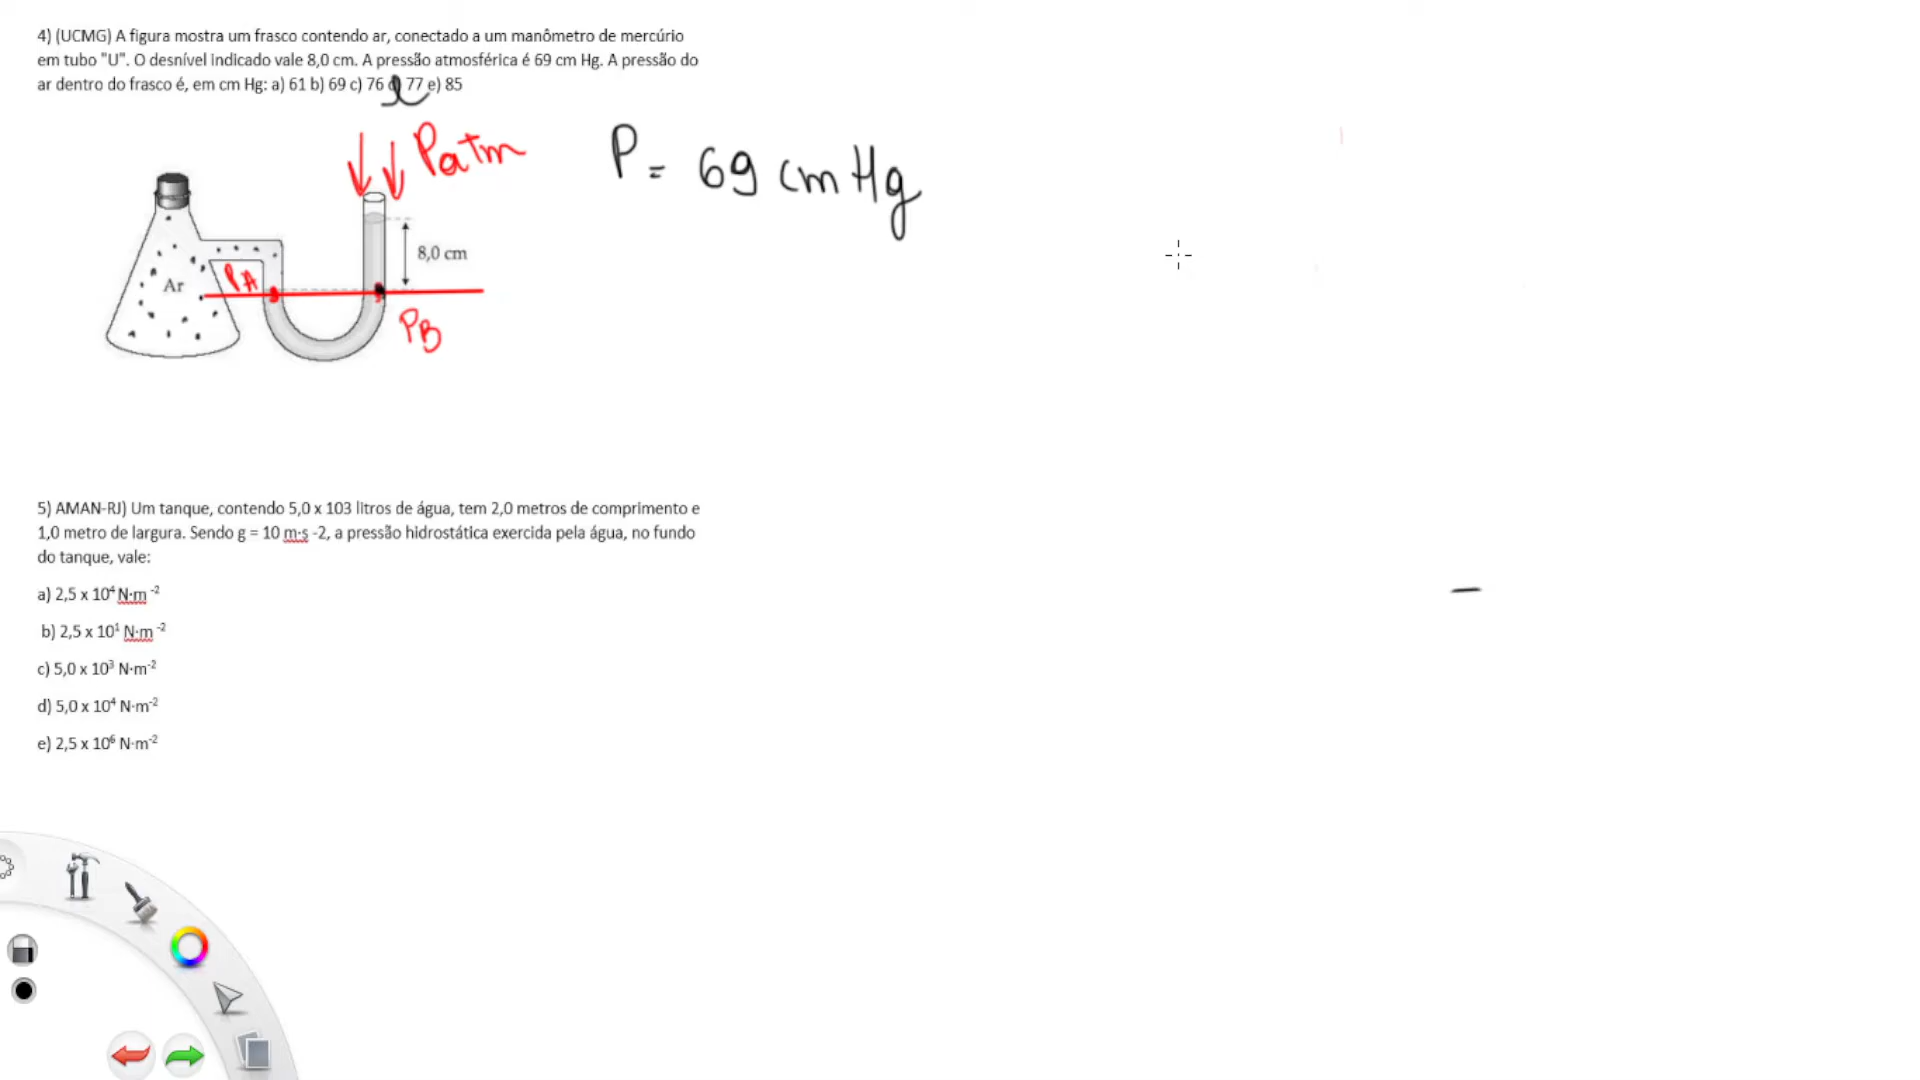 4) (UCMG) A figura mostra um frasco contendo ar, conectado a um manômetro de mercúrio
em tubo "U". O desnível indicado vale 8,0 cm. A pressão atmosférica é 69 cm Hg. A pressão do
ar dentro do frasco é, em cm Hg: a) 61 b) 69 c) 76 d) 77 e) 85
Patm
P = 69 cm Hg
8,0 cm
Ar
PA
PB
5) AMAN-RJ) Um tanque, contendo 5,0 x 103 litros de água, tem 2,0 metros de comprimento e
1,0 metro de largura. Sendo g = 10 m·s -2, a pressão hidrostática exercida pela água, no fundo
do tanque, vale:
a) 2,5 x 10⁴ N·m ⁻²
b) 2,5 x 10¹ N·m ⁻²
c) 5,0 x 10³ N·m⁻²
d) 5,0 x 10⁴ N·m⁻²
e) 2,5 x 10⁶ N·m⁻²